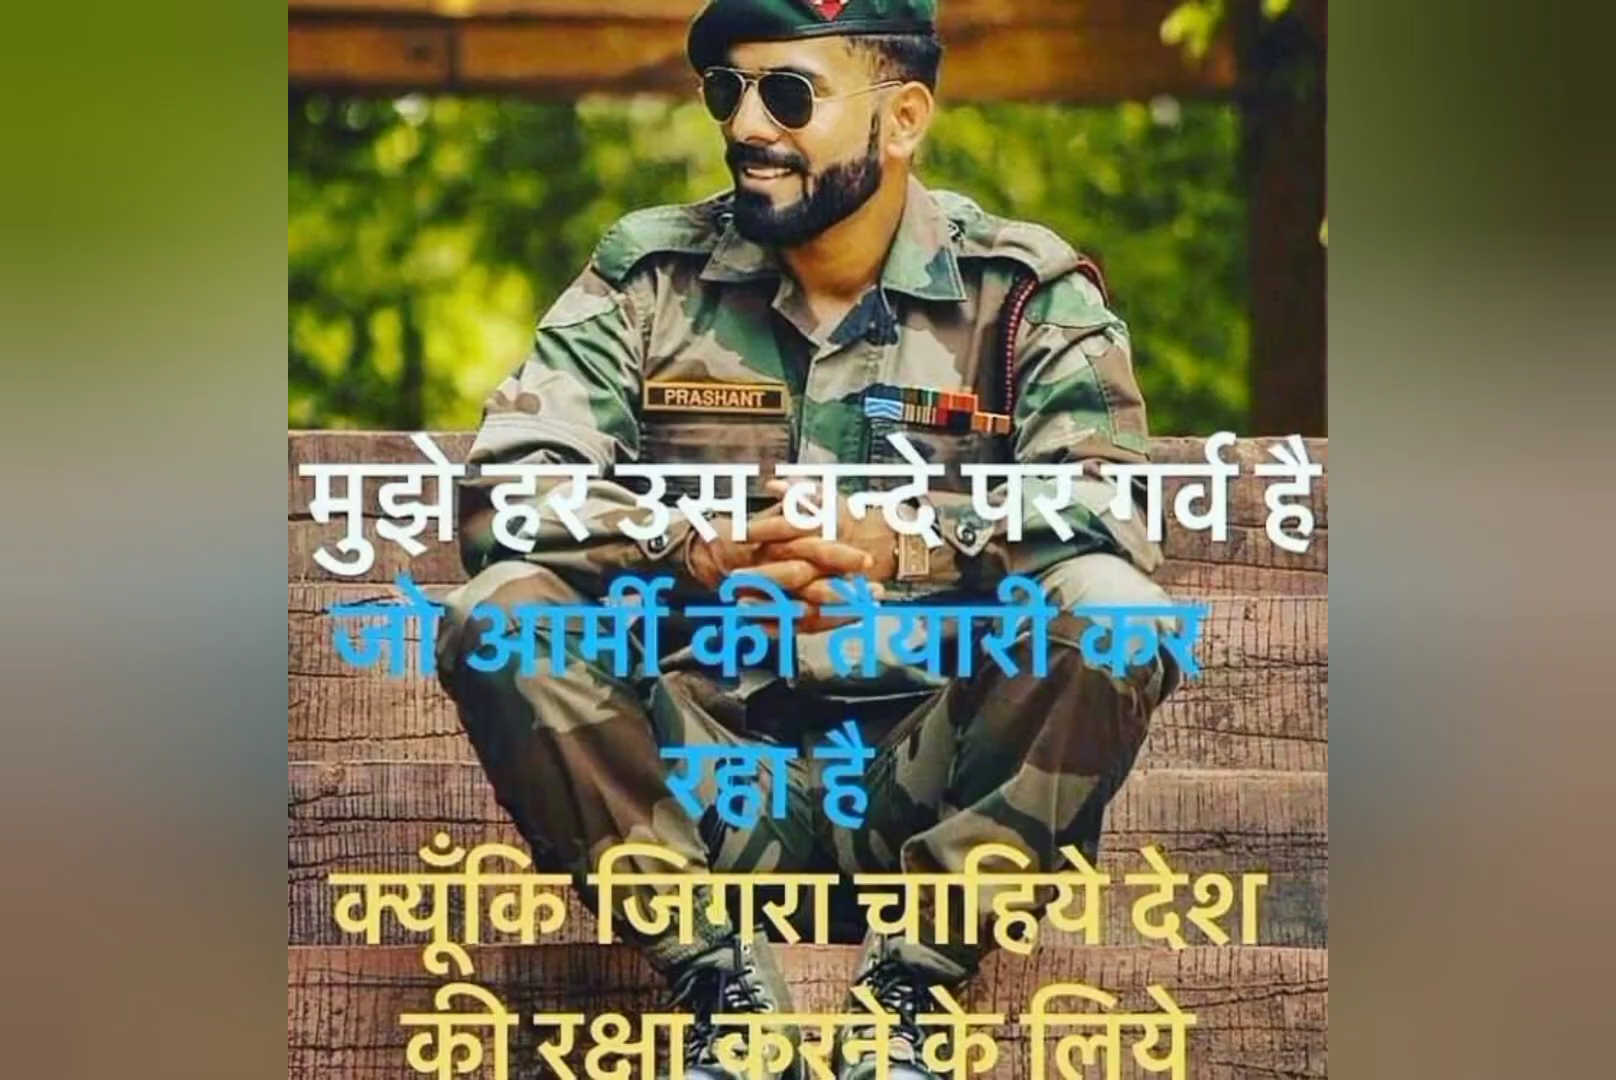 PRASHANT
मुझे हर उस बन्दे पर गर्व है
जो आर्मी की तैयारी कर
रहा है
क्यूँकि जिगरा चाहिये देश
की रक्षा करने के लिये